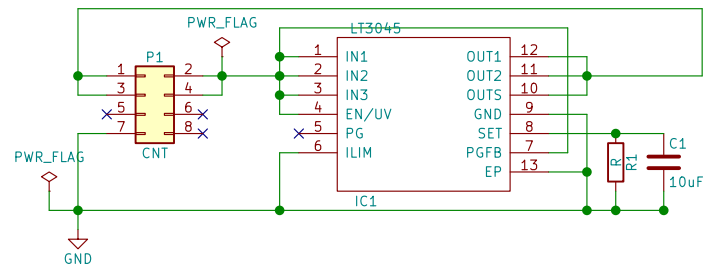 PWR_FLAG
LT3045
P1
1 2
3 4
5 6
7 8
CNT
1 IN1 OUT1 12
2 IN2 OUT2 11
3 IN3 OUTS 10
4 EN/UV GND 9
5 PG SET 8
6 ILIM PGFB 7
EP 13
IC1
PWR_FLAG
GND
R
R1
C1
10uF